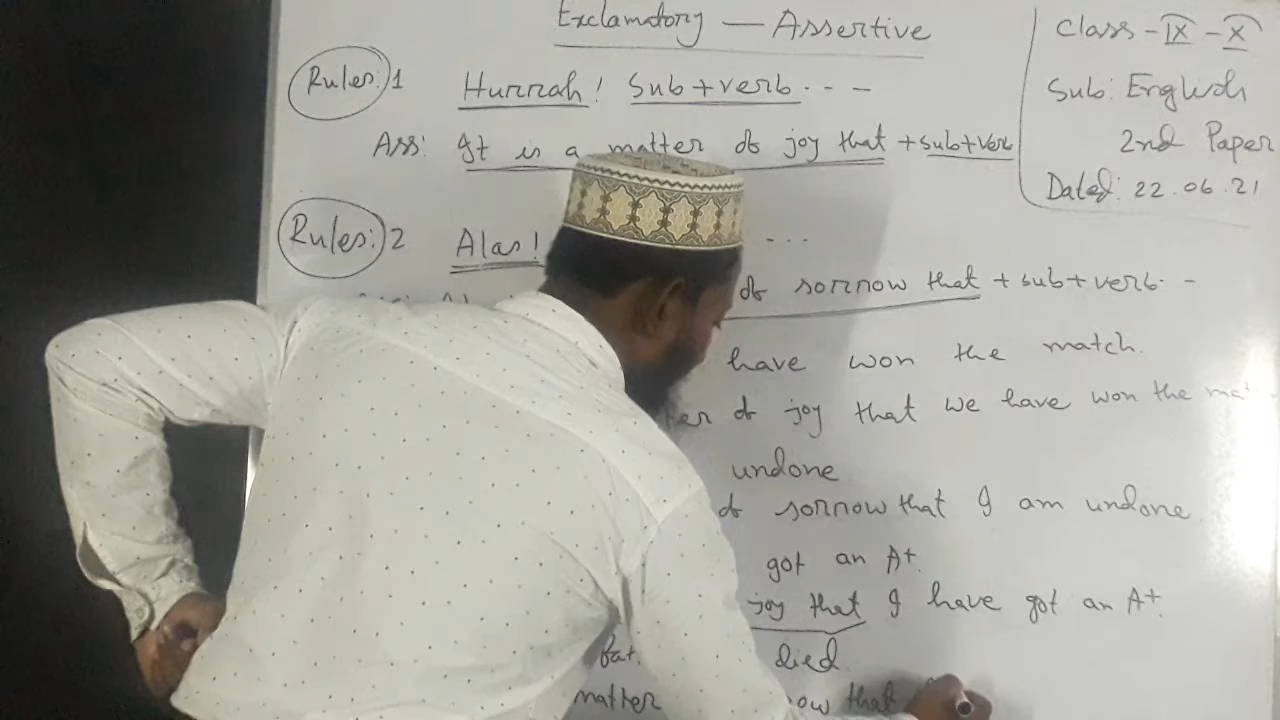 Exclamatory — Assertive
Class - IX - X
Sub: English
2nd Paper
Dated: 22.06.21
Rules: 1 Hurrah! Sub+verb - - -
Ass: It is a matter of joy that + sub+verb
Rules: 2 Alas! ...
of sorrow that + sub+verb. -
have won the match.
of joy that we have won the
undone
of sorrow that I am undone
got an A+.
joy that I have got an A+.
died.
matter that